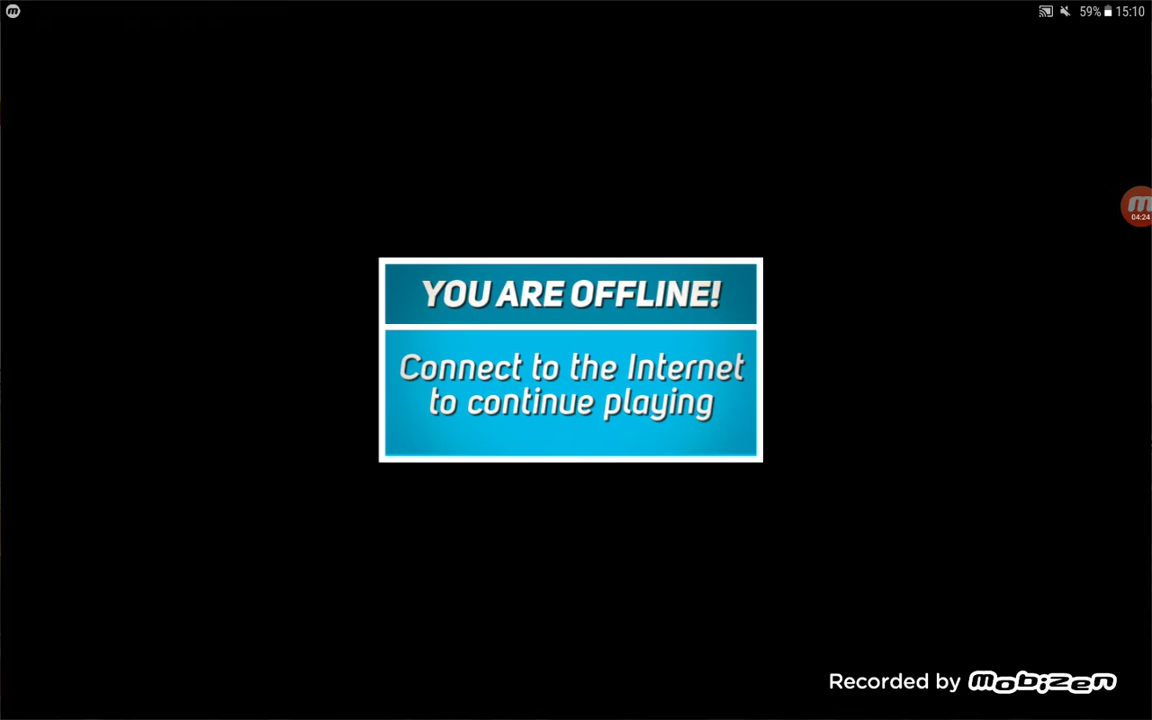 59% 15:10
04:24
YOU ARE OFFLINE!
Connect to the Internet
to continue playing
Recorded by mobizen